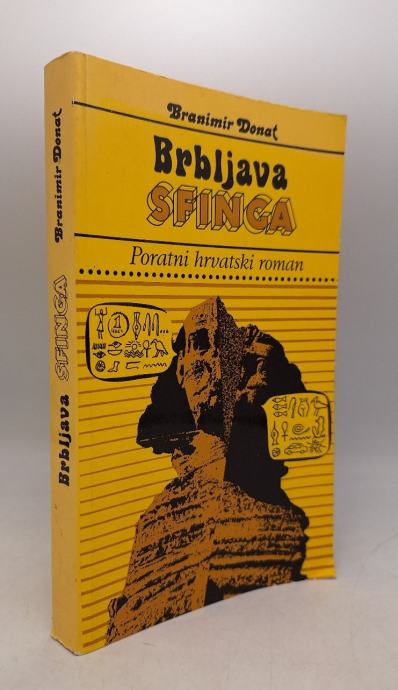 Branimir Donat
Brbljava
SFINGA
Poratni hrvatski roman
Brbljava SFINGA Branimir Donat